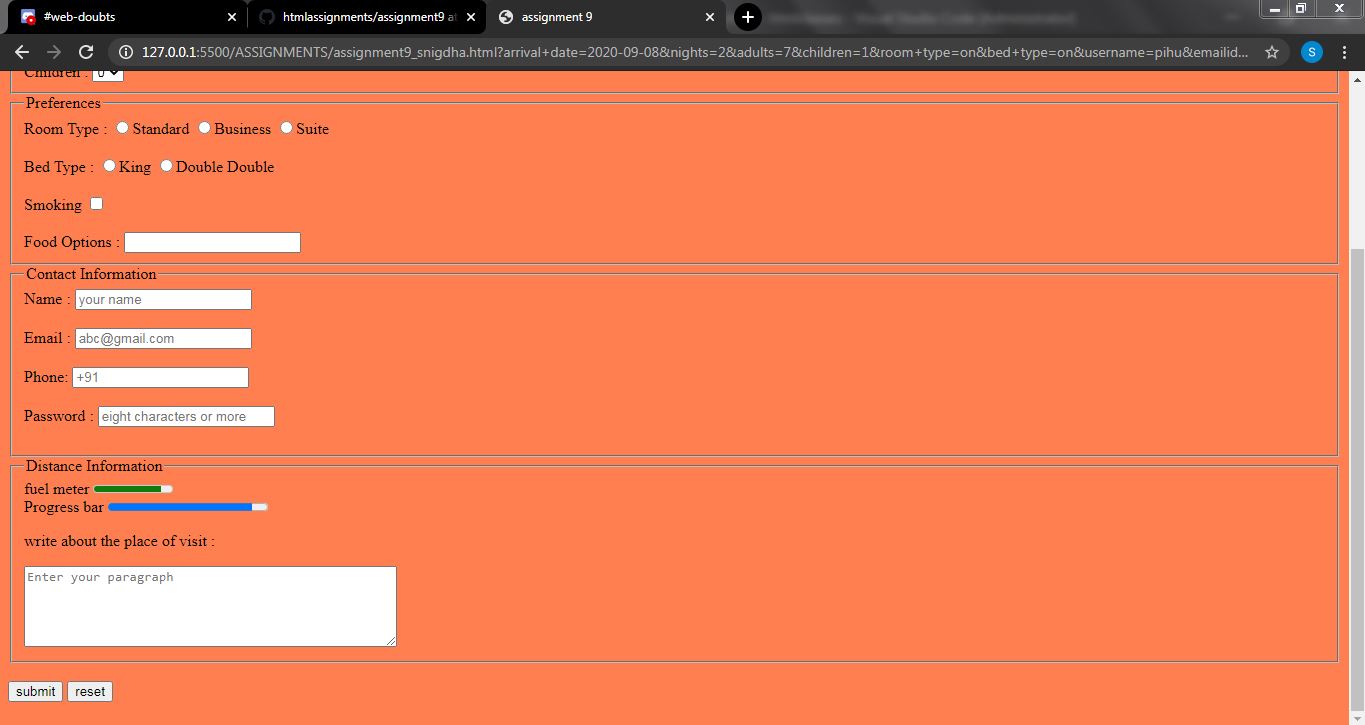 #web-doubts
htmlassignments/assignment9 at
assignment 9
127.0.0.1:5500/ASSIGNMENTS/assignment9_snigdha.html?arrival+date=2020-09-08&nights=2&adults=7&children=1&room+type=on&bed+type=on&username=pihu&emailid...
S
Children : 0
Preferences
Room Type : Standard Business Suite
Bed Type : King Double Double
Smoking
Food Options :
Contact Information
Name : your name
Email : abc@gmail.com
Phone: +91
Password : eight characters or more
Distance Information
fuel meter
Progress bar
write about the place of visit :
Enter your paragraph
submit reset